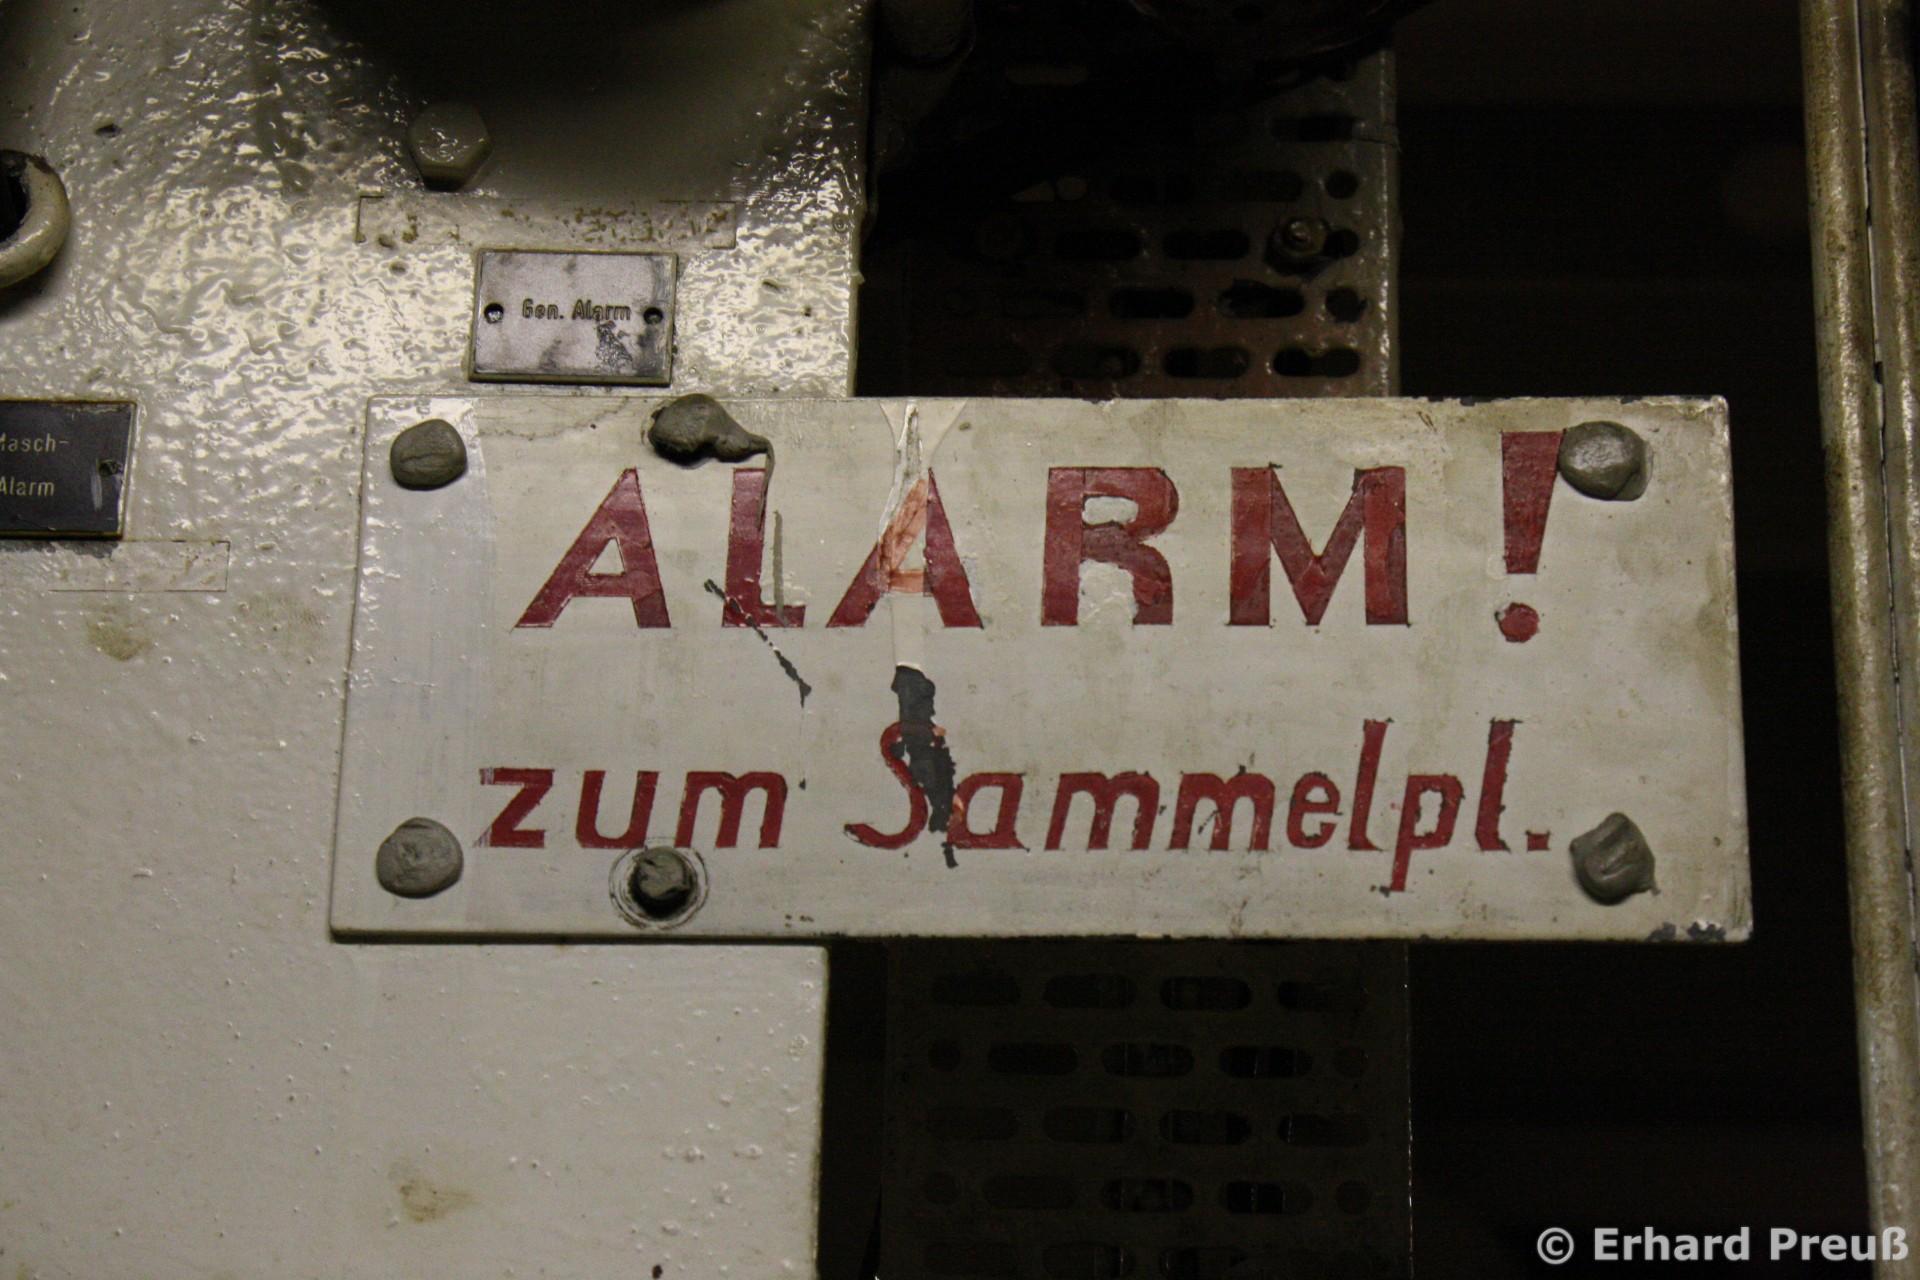 Gen. Alarm
Masch-
Alarm
ALARM!
zum Sammelpl.
© Erhard Preuß